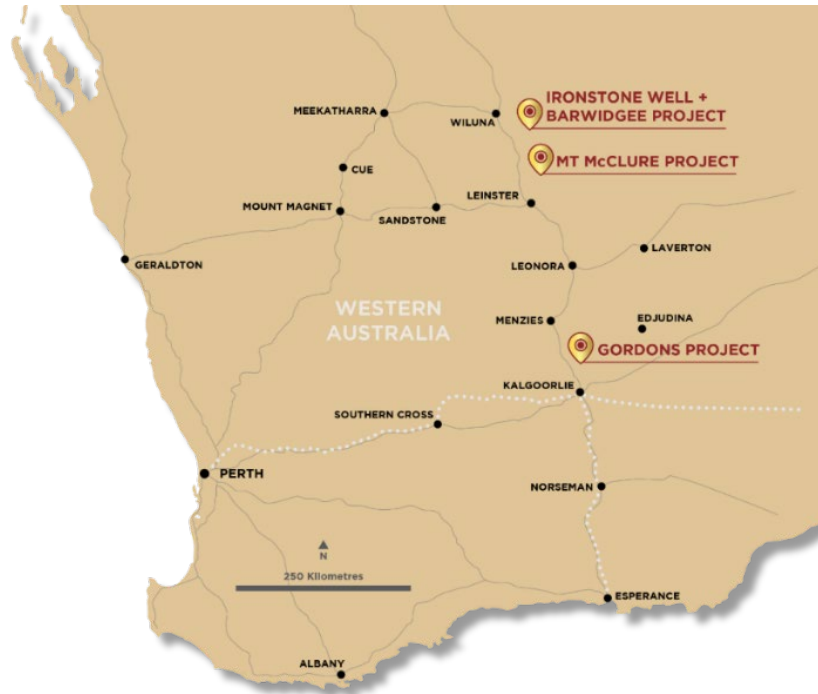 IRONSTONE WELL +
BARWIDGEE PROJECT
MEEKATHARRA
WILUNA
MT McCLURE PROJECT
CUE
LEINSTER
MOUNT MAGNET
SANDSTONE
LAVERTON
GERALDTON
LEONORA
WESTERN
AUSTRALIA
MENZIES
EDJUDINA
GORDONS PROJECT
KALGOORLIE
SOUTHERN CROSS
PERTH
NORSEMAN
N
250 Kilometres
ESPERANCE
ALBANY